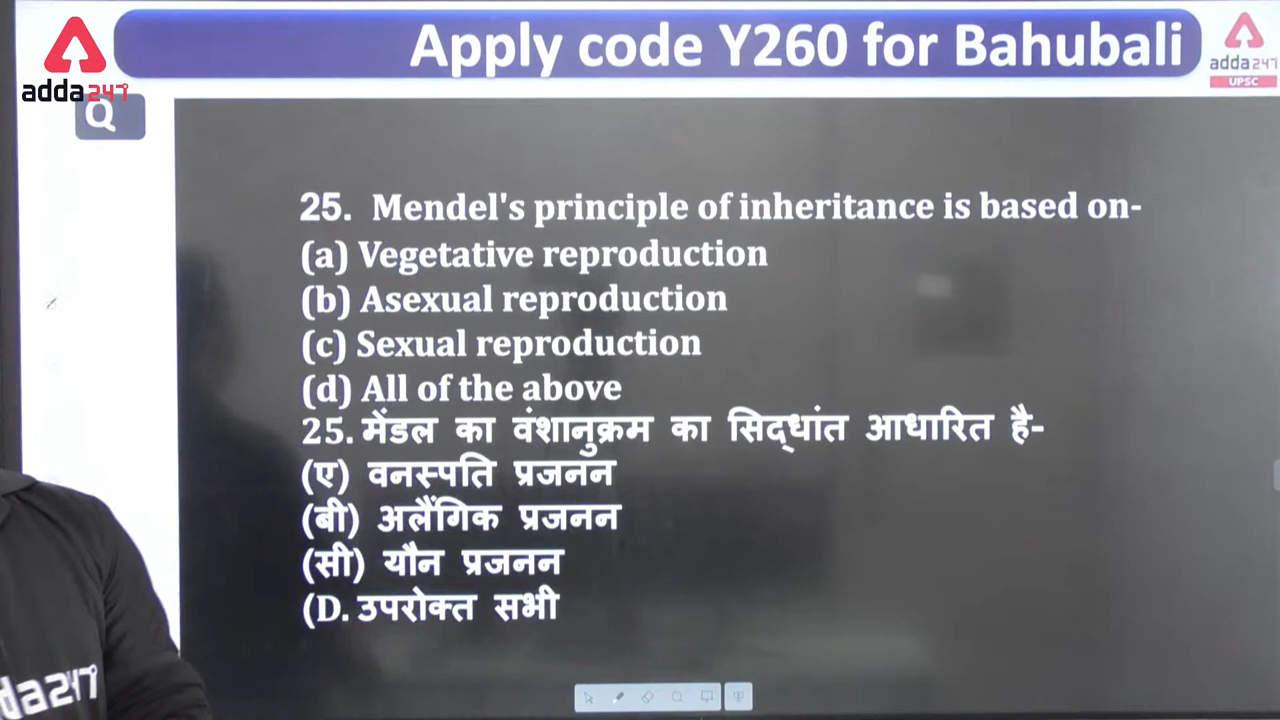 Apply code Y260 for Bahubali
adda247
adda247
UPSC
Q
25. Mendel's principle of inheritance is based on-
(a) Vegetative reproduction
(b) Asexual reproduction
(c) Sexual reproduction
(d) All of the above
25. मेंडल का वंशानुक्रम का सिद्धांत आधारित है-
(ए) वनस्पति प्रजनन
(बी) अलैंगिक प्रजनन
(सी) यौन प्रजनन
(D. उपरोक्त सभी
da247